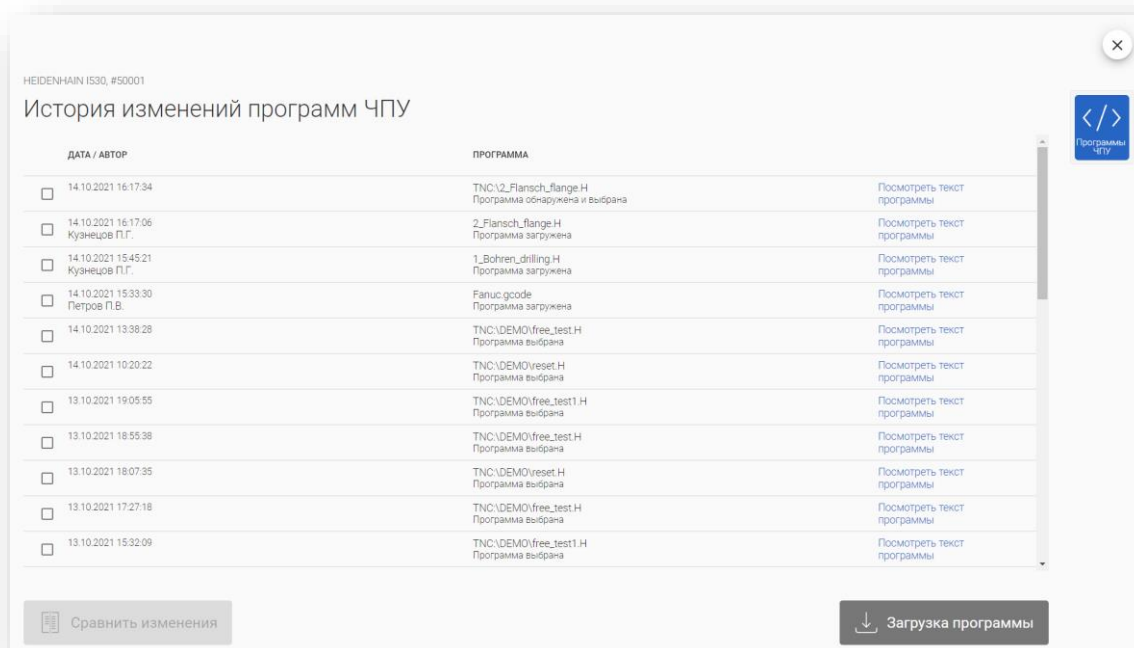 HEIDENHAIN I530, #50001
История изменений программ ЧПУ
Программы
ЧПУ
ДАТА / АВТОР ПРОГРАММА
14.10.2021 16:17:34 TNC:\2_Flansch_flange.H Посмотреть текст
Программа обнаружена и выбрана программы
14.10.2021 16:17:06 2_Flansch_flange.H Посмотреть текст
Кузнецов П.Г. Программа загружена программы
14.10.2021 15:45:21 1_Bohren_drilling.H Посмотреть текст
Кузнецов П.Г. Программа загружена программы
14.10.2021 15:33:30 Fanuc.gcode Посмотреть текст
Петров П.В. Программа загружена программы
14.10.2021 13:38:28 TNC:\DEMO\free_test.H Посмотреть текст
Программа выбрана программы
14.10.2021 10:20:22 TNC:\DEMO\reset.H Посмотреть текст
Программа выбрана программы
13.10.2021 19:05:55 TNC:\DEMO\free_test1.H Посмотреть текст
Программа выбрана программы
13.10.2021 18:55:38 TNC:\DEMO\free_test.H Посмотреть текст
Программа выбрана программы
13.10.2021 18:07:35 TNC:\DEMO\reset.H Посмотреть текст
Программа выбрана программы
13.10.2021 17:27:18 TNC:\DEMO\free_test.H Посмотреть текст
Программа выбрана программы
13.10.2021 15:32:09 TNC:\DEMO\free_test1.H Посмотреть текст
Программа выбрана программы
Сравнить изменения Загрузка программы